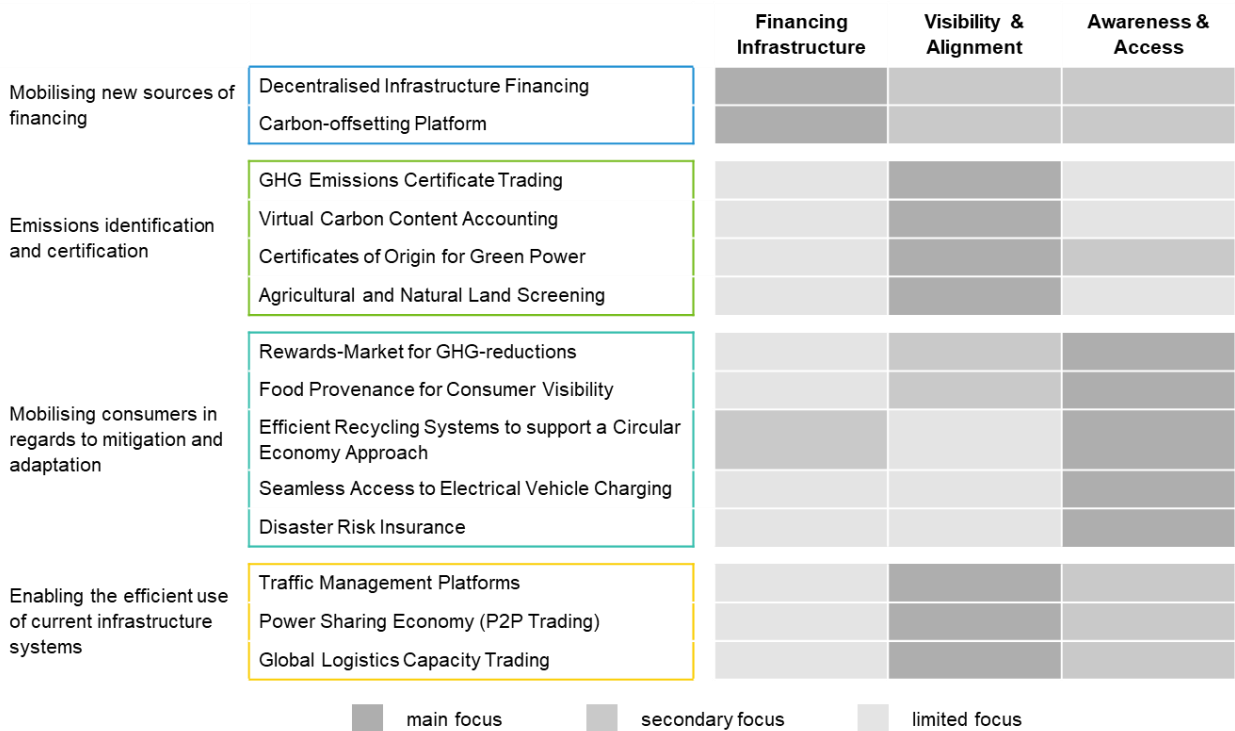 Financing
Infrastructure
Visibility &
Alignment
Awareness &
Access
Mobilising new sources of
financing
Decentralised Infrastructure Financing
Carbon-offsetting Platform
Emissions identification
and certification
GHG Emissions Certificate Trading
Virtual Carbon Content Accounting
Certificates of Origin for Green Power
Agricultural and Natural Land Screening
Mobilising consumers in
regards to mitigation and
adaptation
Rewards-Market for GHG-reductions
Food Provenance for Consumer Visibility
Efficient Recycling Systems to support a Circular
Economy Approach
Seamless Access to Electrical Vehicle Charging
Disaster Risk Insurance
Enabling the efficient use
of current infrastructure
systems
Traffic Management Platforms
Power Sharing Economy (P2P Trading)
Global Logistics Capacity Trading
main focus
secondary focus
limited focus